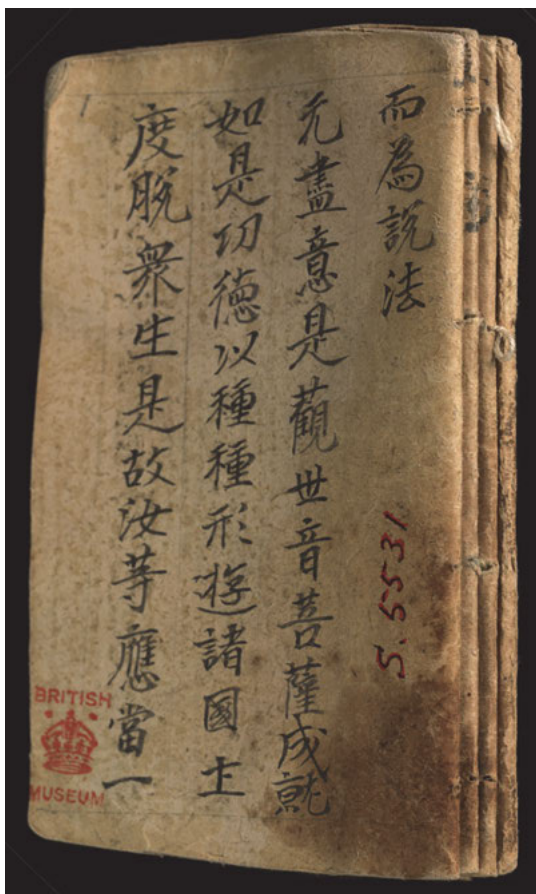 而為說法
无盡意是觀世音菩薩成就
如是功德以種種形遊諸國土
度脫衆生是故汝等應當一
S.5531
BRITISH
MUSEUM